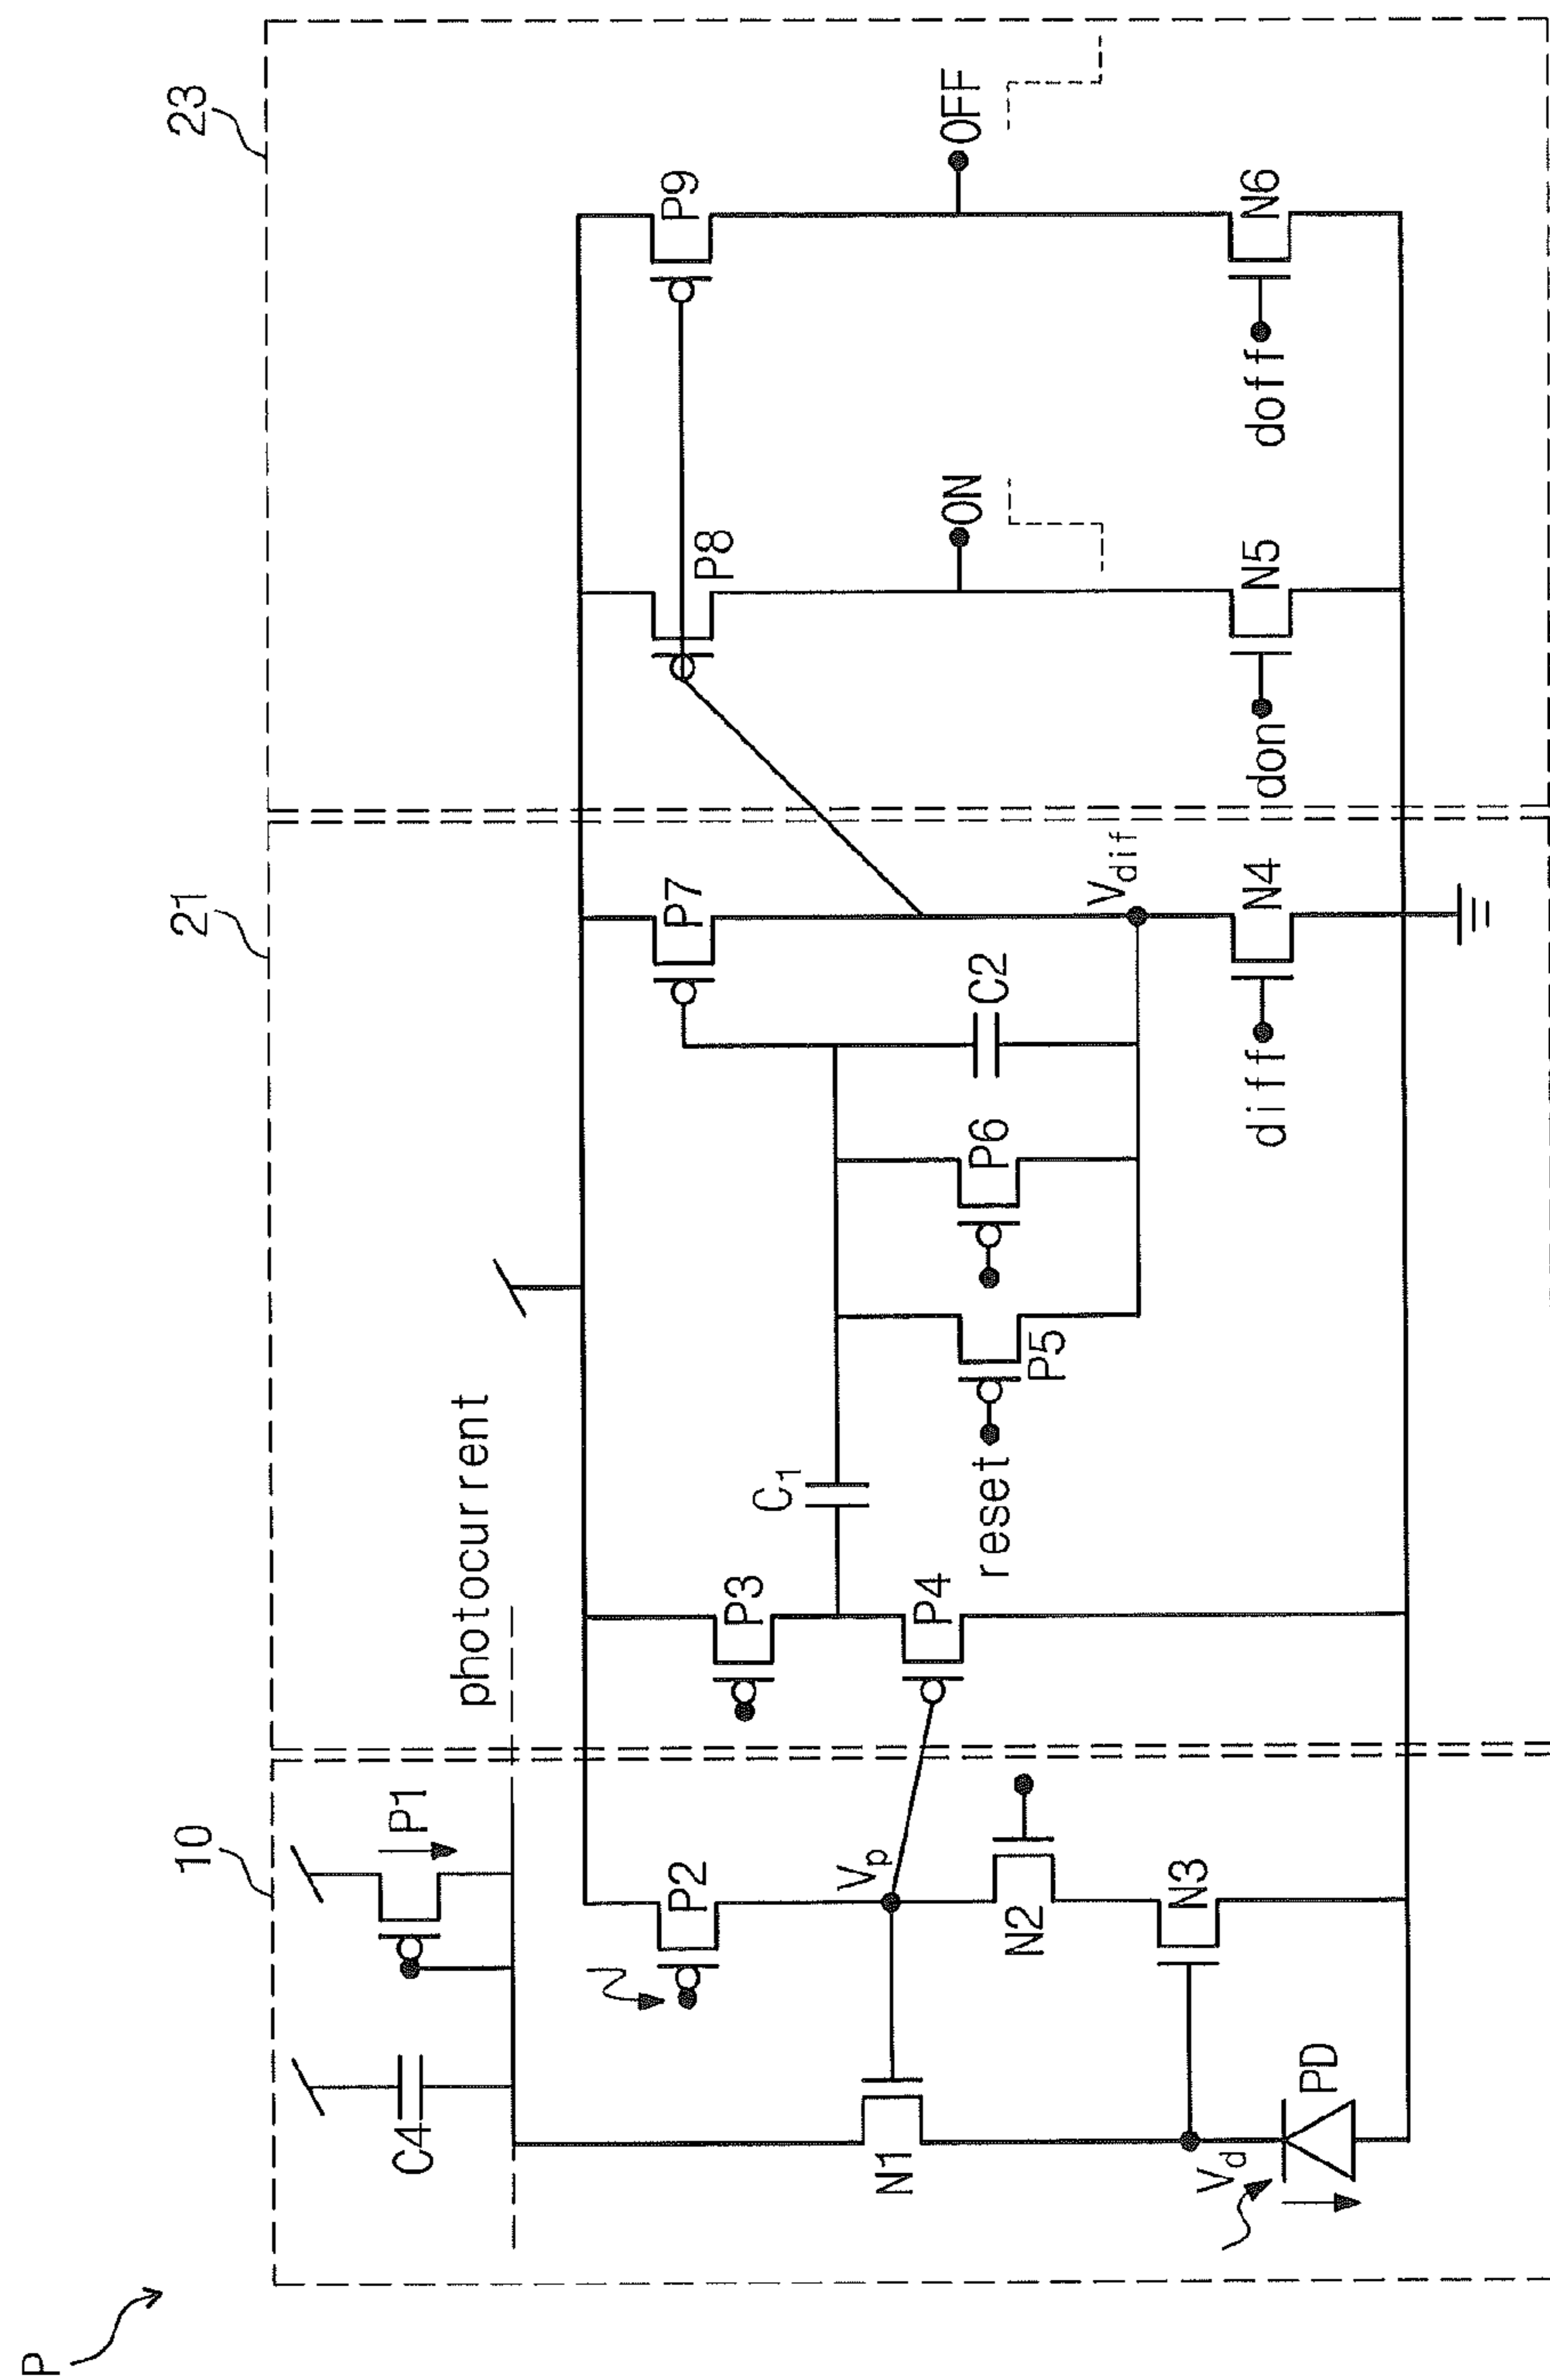 P
10
21
23
photocurrent
C4
P1
P2
P3
P4
Vp
N1
N2
N3
Vd
PD
C1
reset
P5
P6
C2
P7
Vdif
diff
N4
P8
P9
ON
OFF
don
N5
doff
N6